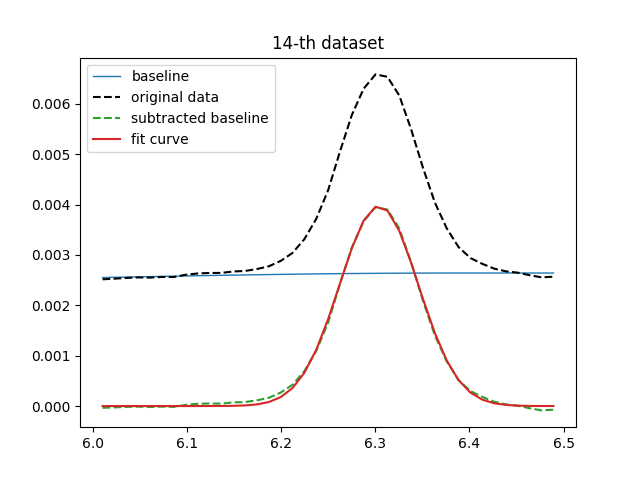 14-th dataset
baseline
original data
subtracted baseline
fit curve
0.006
0.005
0.004
0.003
0.002
0.001
0.000
6.0 6.1 6.2 6.3 6.4 6.5